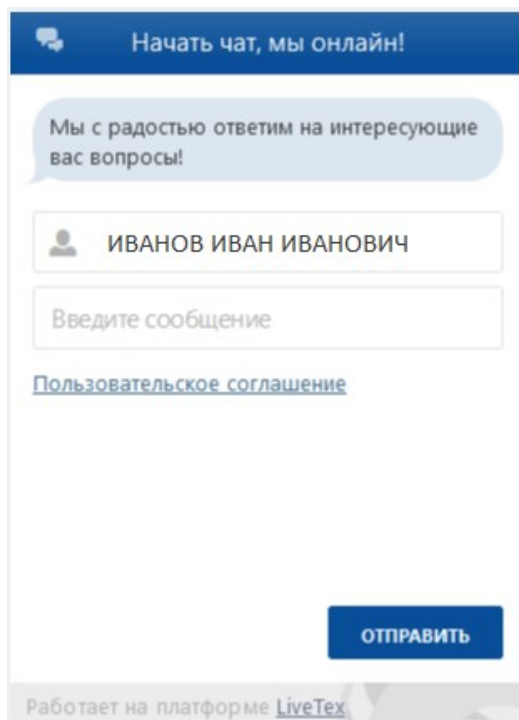 Начать чат, мы онлайн!
Мы с радостью ответим на интересующие
вас вопросы!
ИВАНОВ ИВАН ИВАНОВИЧ
Введите сообщение
Пользовательское соглашение
ОТПРАВИТЬ
Работает на платформе LiveTex